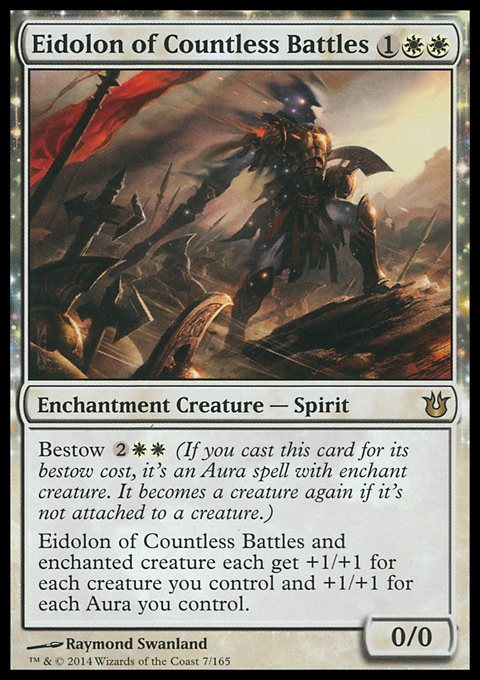 Eidolon of Countless Battles 1
Enchantment Creature — Spirit
Bestow 2 (If you cast this card for its
bestow cost, it's an Aura spell with enchant
creature. It becomes a creature again if it's
not attached to a creature.)
Eidolon of Countless Battles and
enchanted creature each get +1/+1 for
each creature you control and +1/+1 for
each Aura you control.
Raymond Swanland
0/0
™ & © 2014 Wizards of the Coast 7/165